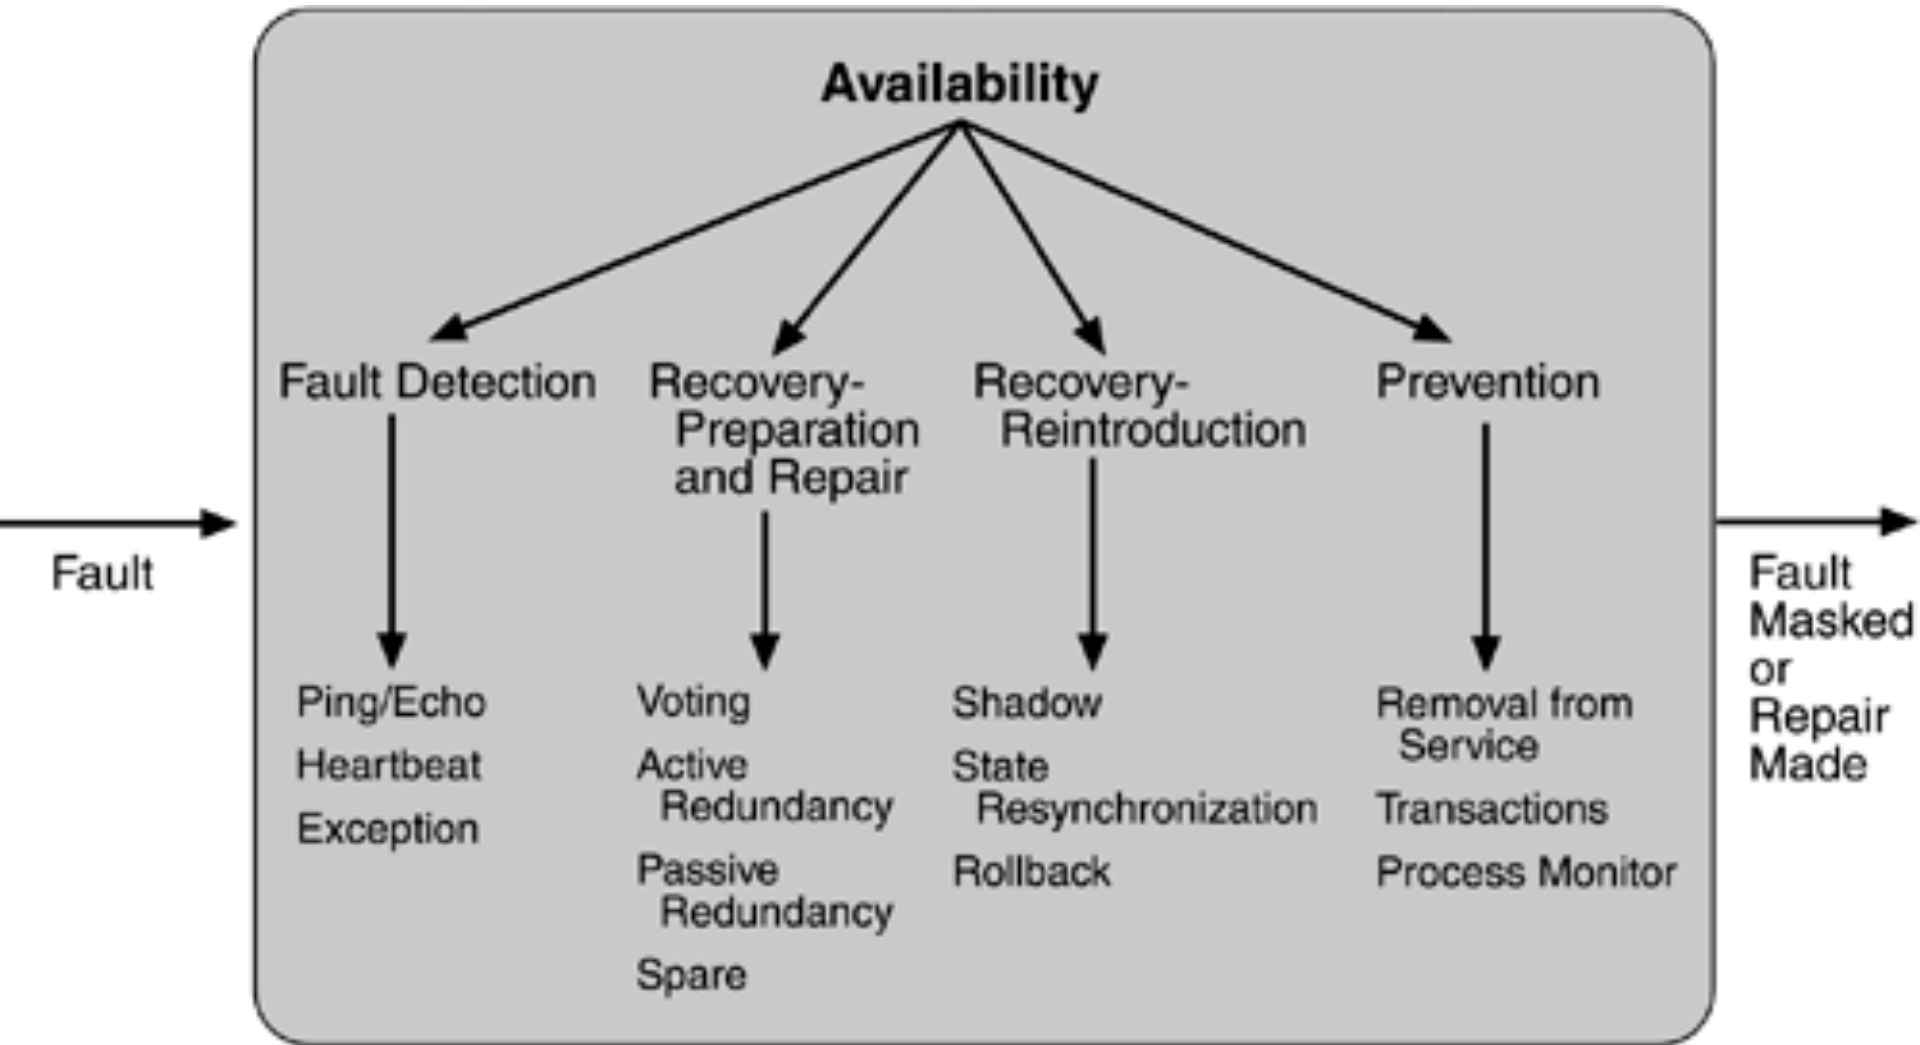 Availability
Fault Detection
Recovery-
Preparation
and Repair
Recovery-
Reintroduction
Prevention
Fault
Ping/Echo
Heartbeat
Exception
Voting
Active
Redundancy
Passive
Redundancy
Spare
Shadow
State
Resynchronization
Rollback
Removal from
Service
Transactions
Process Monitor
Fault
Masked
or
Repair
Made